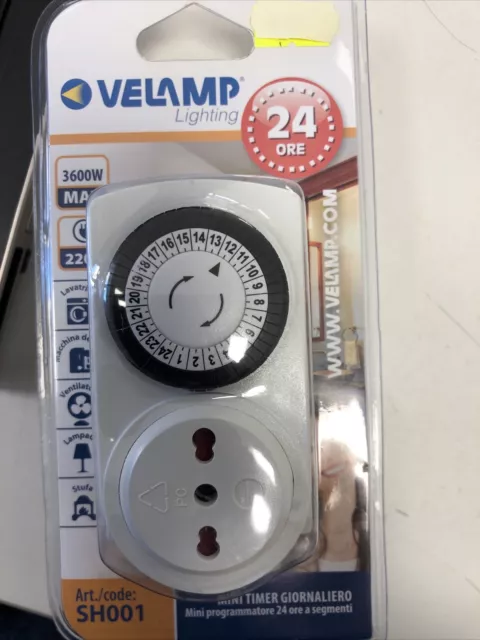 VELAMP
Lighting
24
ORE
3600W
WWW.VELAMP.COM
15 14 13 12 11 10 9 8 7 6
3 2 1 24 23 22 21 20 19 18 17 16
PC
Art./code:
SH001
MINI TIMER GIORNALIERO
Mini programmatore 24 ore a segmenti